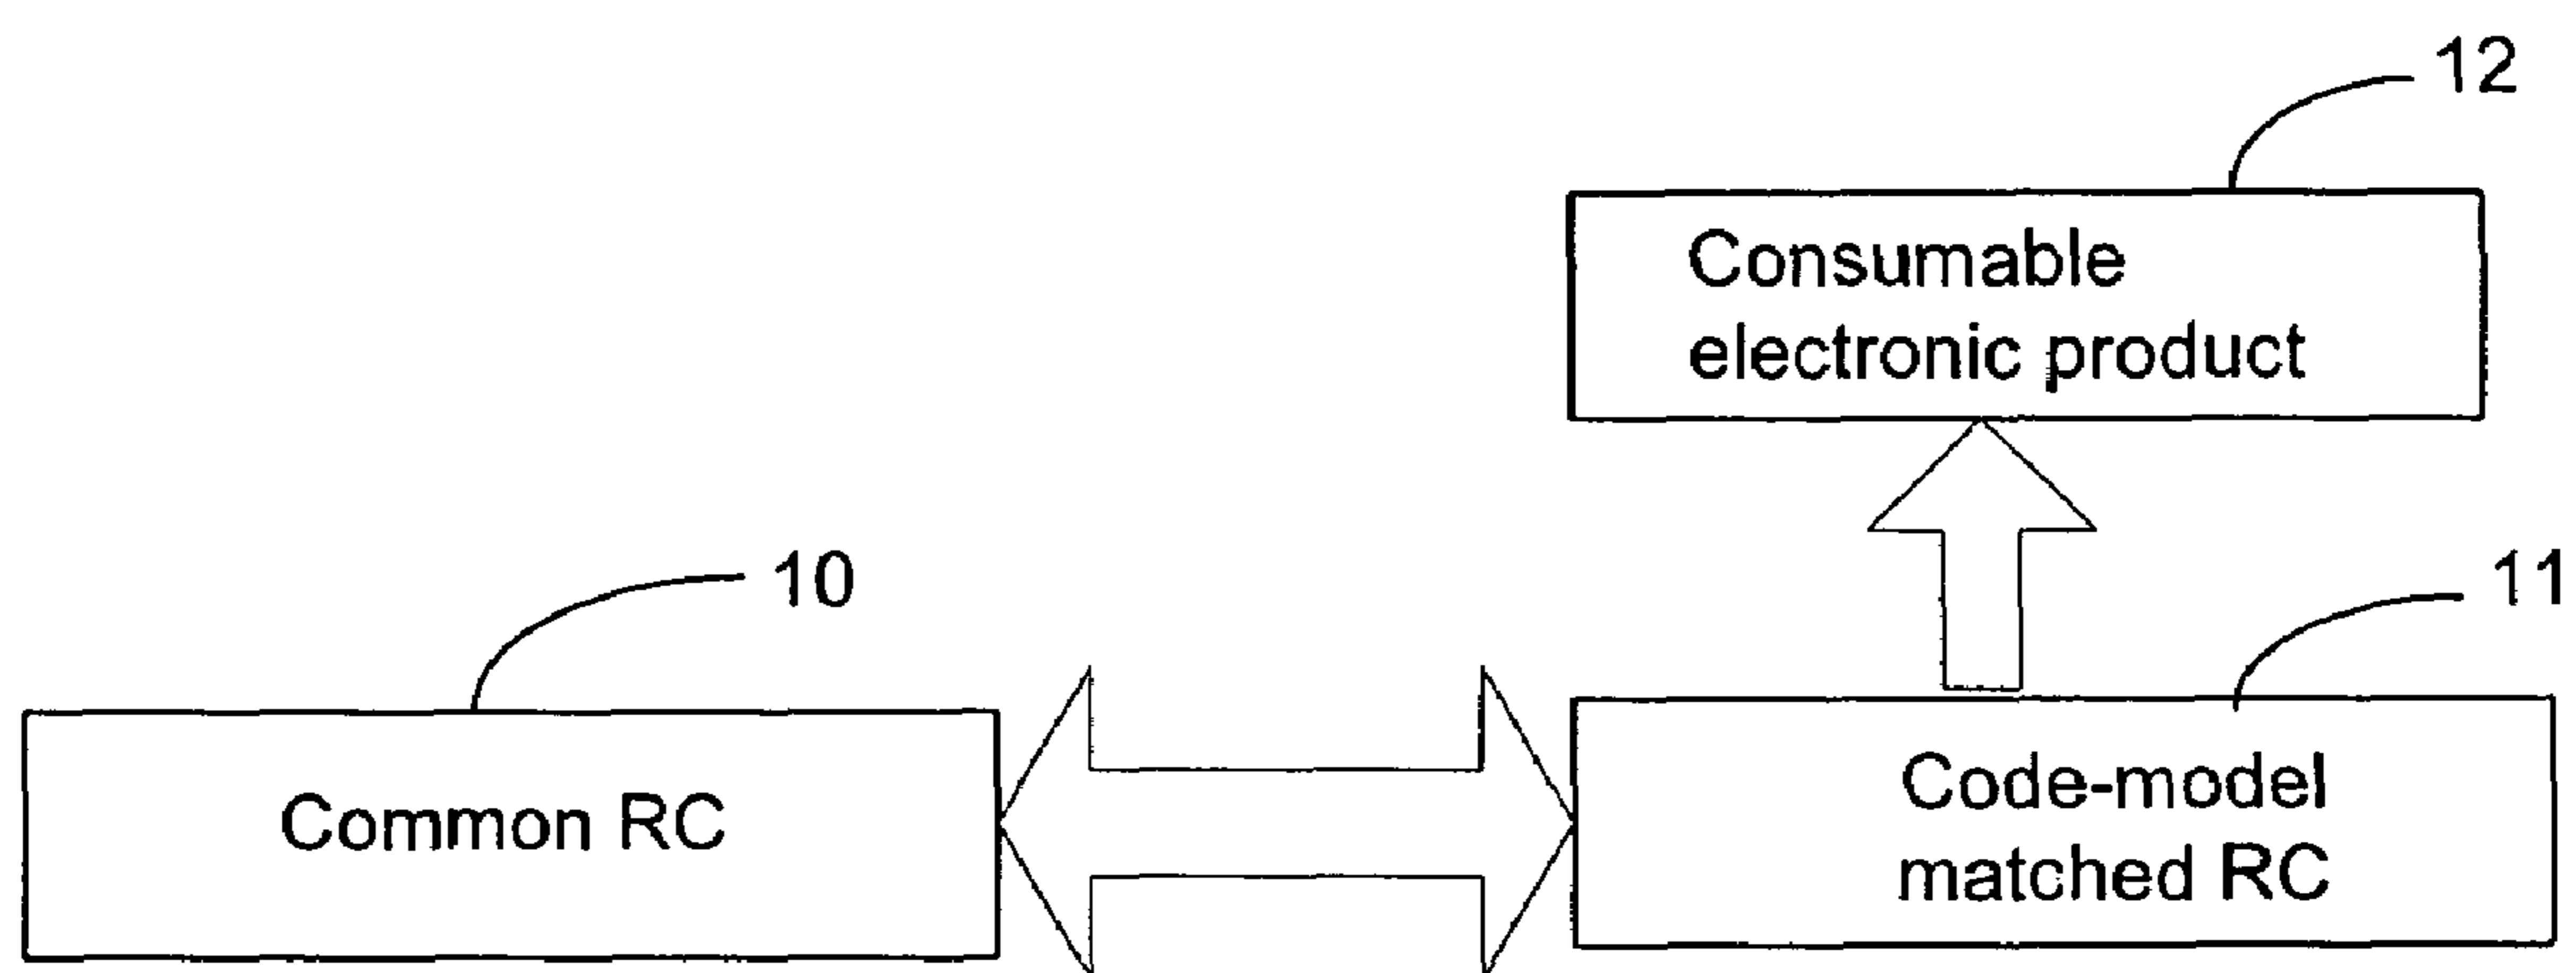 12
Consumable
electronic product
10
11
Common RC
Code-model
matched RC